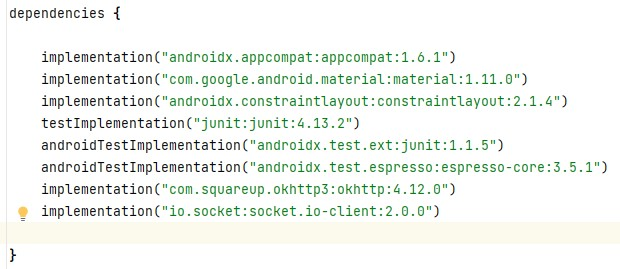 dependencies {
implementation("androidx.appcompat:appcompat:1.6.1")
implementation("com.google.android.material:material:1.11.0")
implementation("androidx.constraintlayout:constraintlayout:2.1.4")
testImplementation("junit:junit:4.13.2")
androidTestImplementation("androidx.test.ext:junit:1.1.5")
androidTestImplementation("androidx.test.espresso:espresso-core:3.5.1")
implementation("com.squareup.okhttp3:okhttp:4.12.0")
implementation("io.socket:socket.io-client:2.0.0")
}